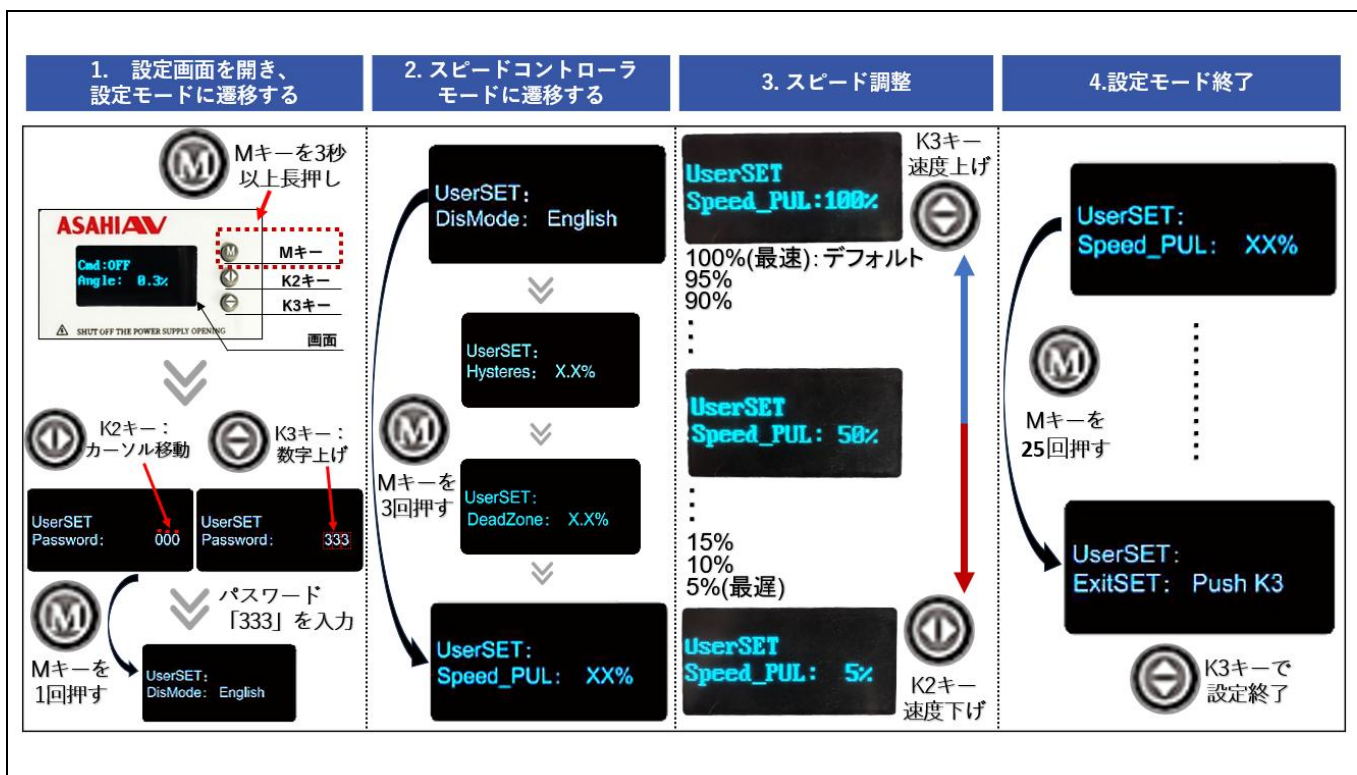 1. 設定画面を開き、
設定モードに遷移する
Mキーを3秒
以上長押し
ASAHIAV
Cmd:OFF
Angle: 0.3%
M
Mキー
K2キー
K3キー
SHUT OFF THE POWER SUPPLY OPENING
画面
K2キー：
カーソル移動
K3キー：
数字上げ
UserSET
Password: 000
UserSET
Password: 333
M
Mキーを
1回押す
パスワード
「333」を入力
UserSET:
DisMode: English
2. スピードコントローラ
モードに遷移する
UserSET:
DisMode: English
UserSET:
Hysteres: X.X%
M
Mキーを
3回押す
UserSET:
DeadZone: X.X%
UserSET:
Speed_PUL: XX%
3. スピード調整
UserSET
Speed_PUL:100%
K3キー
速度上げ
100%(最速)：デフォルト
95%
90%
UserSET
Speed_PUL: 50%
15%
10%
5%(最遅)
UserSET
Speed_PUL: 5%
K2キー
速度下げ
4.設定モード終了
UserSET:
Speed_PUL: XX%
M
Mキーを
25回押す
UserSET:
ExitSET: Push K3
K3キーで
設定終了